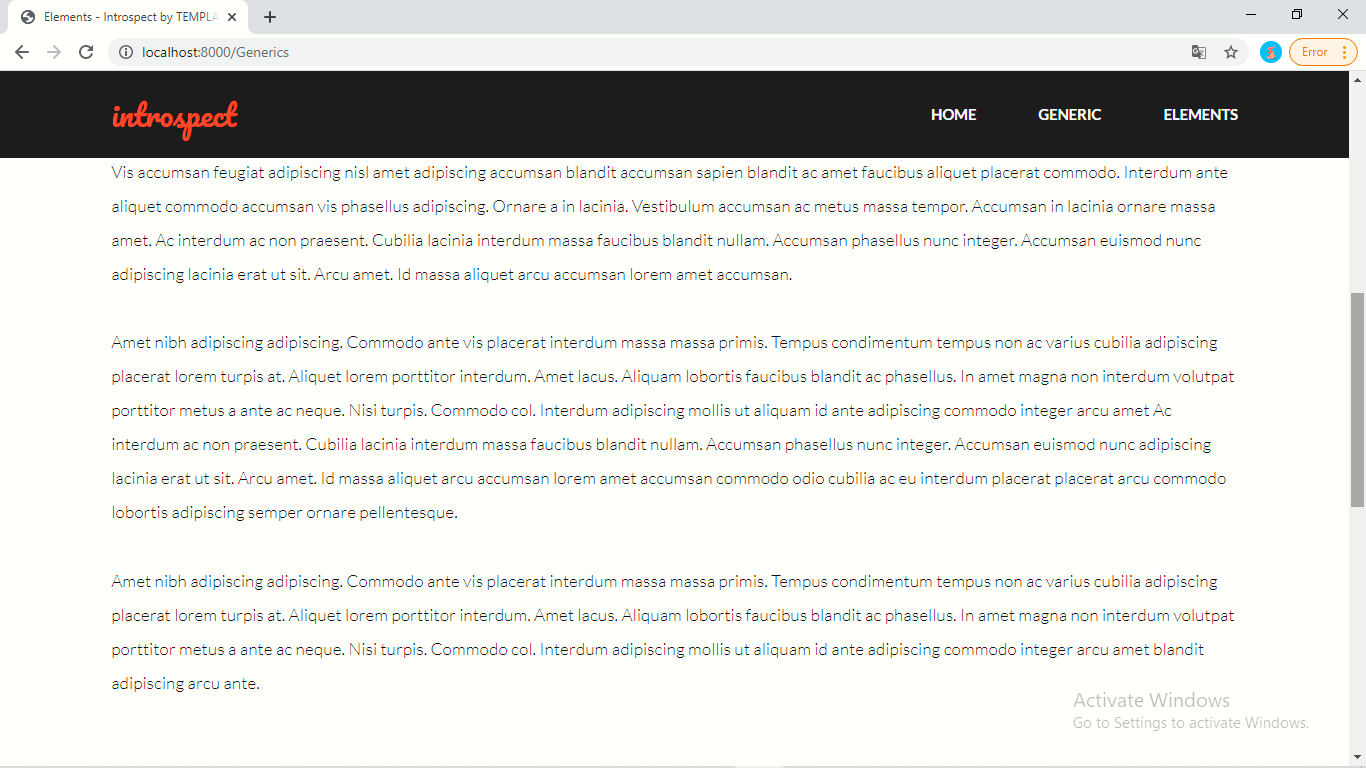 Elements - Introspect by TEMPLA
localhost:8000/Generics
Error
introspect
HOME GENERIC ELEMENTS
Vis accumsan feugiat adipiscing nisl amet adipiscing accumsan blandit accumsan sapien blandit ac amet faucibus aliquet placerat commodo. Interdum ante
aliquet commodo accumsan vis phasellus adipiscing. Ornare a in lacinia. Vestibulum accumsan ac metus massa tempor. Accumsan in lacinia ornare massa
amet. Ac interdum ac non praesent. Cubilia lacinia interdum massa faucibus blandit nullam. Accumsan phasellus nunc integer. Accumsan euismod nunc
adipiscing lacinia erat ut sit. Arcu amet. Id massa aliquet arcu accumsan lorem amet accumsan.
Amet nibh adipiscing adipiscing. Commodo ante vis placerat interdum massa massa primis. Tempus condimentum tempus non ac varius cubilia adipiscing
placerat lorem turpis at. Aliquet lorem porttitor interdum. Amet lacus. Aliquam lobortis faucibus blandit ac phasellus. In amet magna non interdum volutpat
porttitor metus a ante ac neque. Nisi turpis. Commodo col. Interdum adipiscing mollis ut aliquam id ante adipiscing commodo integer arcu amet Ac
interdum ac non praesent. Cubilia lacinia interdum massa faucibus blandit nullam. Accumsan phasellus nunc integer. Accumsan euismod nunc adipiscing
lacinia erat ut sit. Arcu amet. Id massa aliquet arcu accumsan lorem amet accumsan commodo odio cubilia ac eu interdum placerat placerat arcu commodo
lobortis adipiscing semper ornare pellentesque.
Amet nibh adipiscing adipiscing. Commodo ante vis placerat interdum massa massa primis. Tempus condimentum tempus non ac varius cubilia adipiscing
placerat lorem turpis at. Aliquet lorem porttitor interdum. Amet lacus. Aliquam lobortis faucibus blandit ac phasellus. In amet magna non interdum volutpat
porttitor metus a ante ac neque. Nisi turpis. Commodo col. Interdum adipiscing mollis ut aliquam id ante adipiscing commodo integer arcu amet blandit
adipiscing arcu ante.
Activate Windows
Go to Settings to activate Windows.